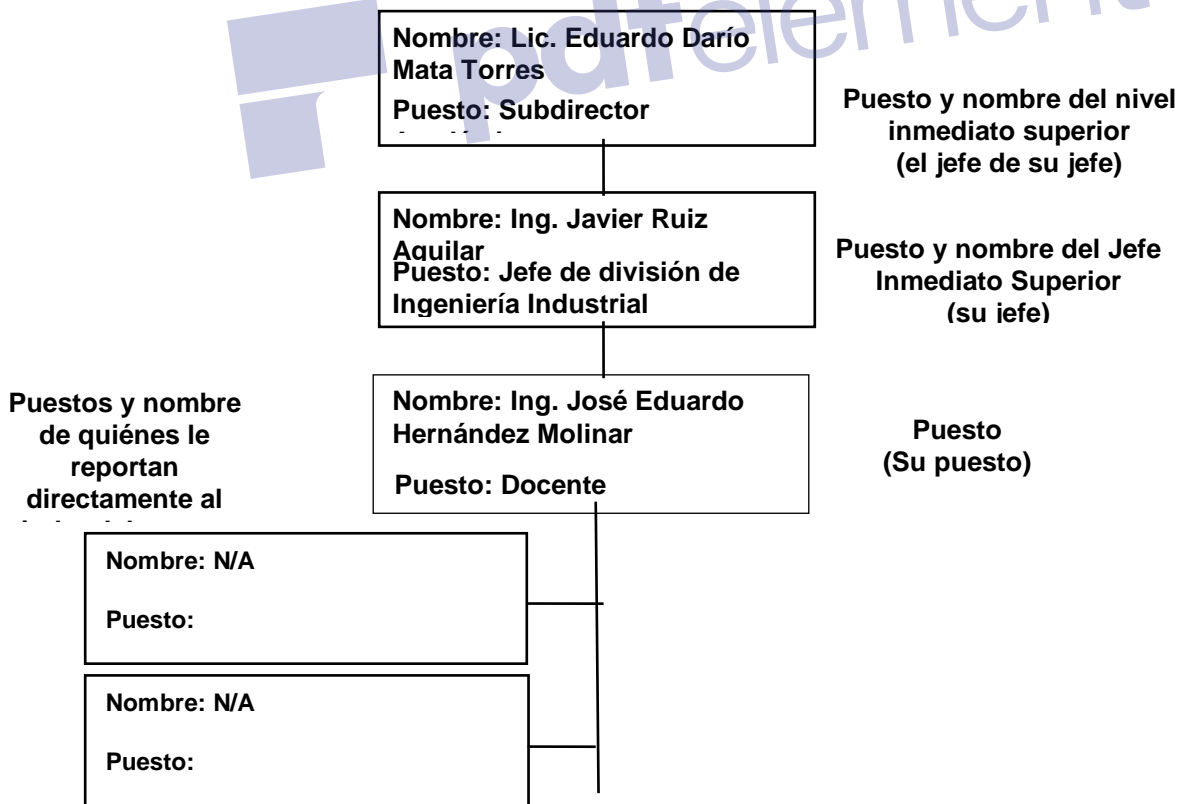 pdfelement
Nombre: Lic. Eduardo Darío
Mata Torres
Puesto: Subdirector
Puesto y nombre del nivel
inmediato superior
(el jefe de su jefe)
Nombre: Ing. Javier Ruiz
Aguilar
Puesto: Jefe de división de
Ingeniería Industrial
Puesto y nombre del Jefe
Inmediato Superior
(su jefe)
Puestos y nombre
de quiénes le
reportan
directamente al
Nombre: Ing. José Eduardo
Hernández Molinar
Puesto: Docente
Puesto
(Su puesto)
Nombre: N/A
Puesto:
Nombre: N/A
Puesto: